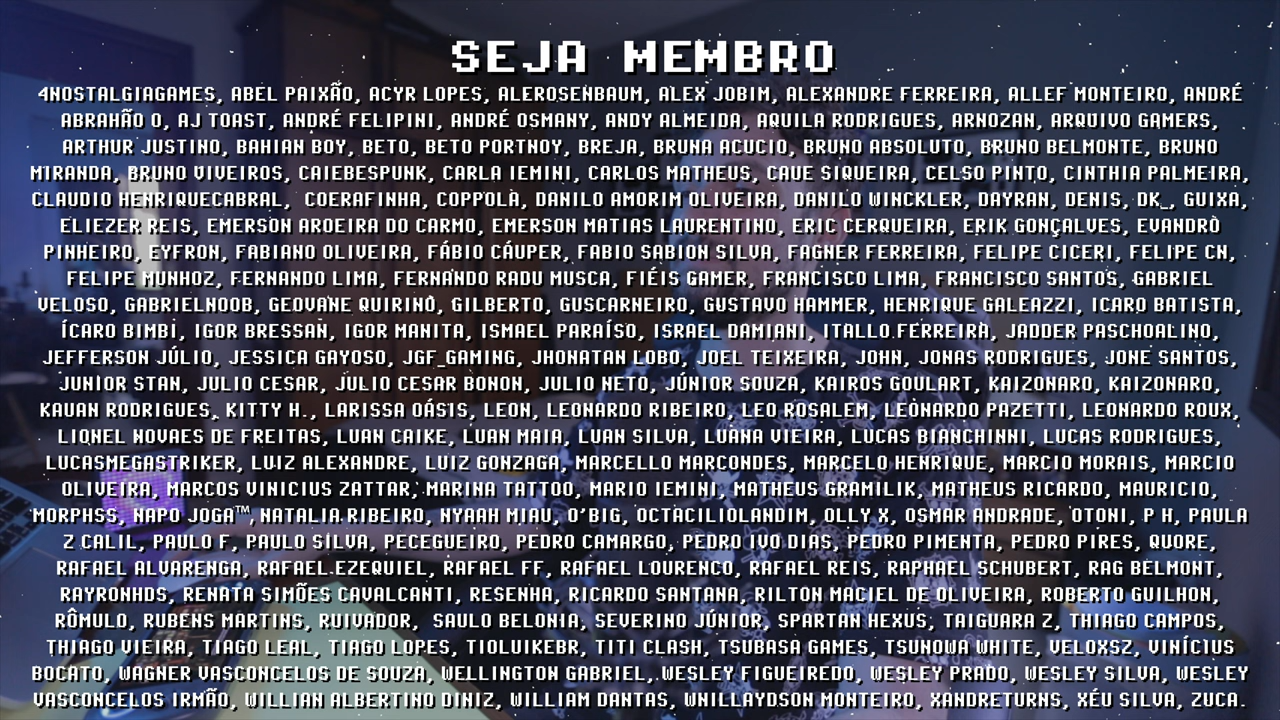 SEJA MEMBRO
4NOSTALGIAGAMES, ABEL PAIXÃO, ACYR LOPES, ALEROSENBAUM, ALEX JOBIM, ALEXANDRE FERREIRA, ALLEF MONTEIRO, ANDRÉ
ABRAHÃO O, AJ TOAST, ANDRÉ FELIPINI, ANDRÉ OSMANY, ANDY ALMEIDA, AQUILA RODRIGUES, ARNOZAN, ARQUIVO GAMERS,
ARTHUR JUSTINO, BAHIAN BOY, BETO, BETO PORTNOY, BREJA, BRUNA ACUCIO, BRUNO ABSOLUTO, BRUNO BELMONTE, BRUNO
MIRANDA, BRUNO VIVEIROS, CAIEBESPUNK, CARLA IEMINI, CARLOS MATHEUS, CAUE SIQUEIRA, CELSO PINTO, CINTHIA PALMEIRA,
CLAUDIO HENRIQUECABRAL, COERAFINHA, COPPOLA, DANILO AMORIM OLIVEIRA, DANILO WINCKLER, DAYRAN, DENIS, DK_, GUIXA,
ELIEZER REIS, EMERSON AROEIRA DO CARMO, EMERSON MATIAS LAURENTINO, ERIC CERQUEIRA, ERIK GONÇALVES, EVANDRO
PINHEIRO, EYFRON, FABIANO OLIVEIRA, FÁBIO CÁUPER, FABIO SABION SILVA, FAGNER FERREIRA, FELIPE CICERI, FELIPE CN,
FELIPE MUNHOZ, FERNANDO LIMA, FERNANDO RADU MUSCA, FIÉIS GAMER, FRANCISCO LIMA, FRANCISCO SANTOS, GABRIEL
VELOSO, GABRIELNOOB, GEOVANE QUIRINO, GILBERTO, GUSCARNEIRO, GUSTAVO HAMMER, HENRIQUE GALEAZZI, ICARO BATISTA,
ÍCARO BIMBI, IGOR BRESSAN, IGOR MANITA, ISMAEL PARAÍSO, ISRAEL DAMIANI, ITALLO FERREIRA, JADDER PASCHOALINO,
JEFFERSON JÚLIO, JESSICA GAYOSO, JGF_GAMING, JHONATAN LOBO, JOEL TEIXEIRA, JOHN, JONAS RODRIGUES, JONE SANTOS,
JUNIOR STAN, JULIO CESAR, JULIO CESAR BONON, JULIO NETO, JÚNIOR SOUZA, KAIROS GOULART, KAIZONARO, KAIZONARO,
KAUAN RODRIGUES, KITTY H., LARISSA OÁSIS, LEON, LEONARDO RIBEIRO, LEO ROSALEM, LEONARDO PAZETTI, LEONARDO ROUX,
LIONEL NOVAES DE FREITAS, LUAN CAIKE, LUAN MAIA, LUAN SILVA, LUANA VIEIRA, LUCAS BIANCHINNI, LUCAS RODRIGUES,
LUCASMEGASTRIKER, LUIZ ALEXANDRE, LUIZ GONZAGA, MARCELLO MARCONDES, MARCELO HENRIQUE, MARCIO MORAIS, MARCIO
OLIVEIRA, MARCOS VINICIUS ZATTAR, MARINA TATTOO, MARIO IEMINI, MATHEUS GRAMILIK, MATHEUS RICARDO, MAURICIO,
MORPHSS, NAPO JOGA™, NATALIA RIBEIRO, NYAAH MIAU, O'BIG, OCTACILIOLANDIM, OLLY X, OSMAR ANDRADE, OTONI, P H, PAULA
Z CALIL, PAULO F, PAULO SILVA, PECEGUEIRO, PEDRO CAMARGO, PEDRO IVO DIAS, PEDRO PIMENTA, PEDRO PIRES, QUORE,
RAFAEL ALVARENGA, RAFAEL EZEQUIEL, RAFAEL FF, RAFAEL LOURENCO, RAFAEL REIS, RAPHAEL SCHUBERT, RAG BELMONT,
RAYRONHDS, RENATA SIMÕES CAVALCANTI, RESENHA, RICARDO SANTANA, RILTON MACIEL DE OLIVEIRA, ROBERTO GUILHON,
RÔMULO, RUBENS MARTINS, RUIVADOR, SAULO BELONIA, SEVERINO JÚNIOR, SPARTAN HEXUS, TAIGUARA Z, THIAGO CAMPOS,
THIAGO VIEIRA, TIAGO LEAL, TIAGO LOPES, TIOLUIKEBR, TITI CLASH, TSUBASA GAMES, TSUNOWA WHITE, VELOXSZ, VINÍCIUS
BOCATO, WAGNER VASCONCELOS DE SOUZA, WELLINGTON GABRIEL, WESLEY FIGUEIREDO, WESLEY PRADO, WESLEY SILVA, WESLEY
VASCONCELOS IRMÃO, WILLIAN ALBERTINO DINIZ, WILLIAM DANTAS, WNILLAYDSON MONTEIRO, XANDRETURNS, XÉU SILVA, ZUCA.